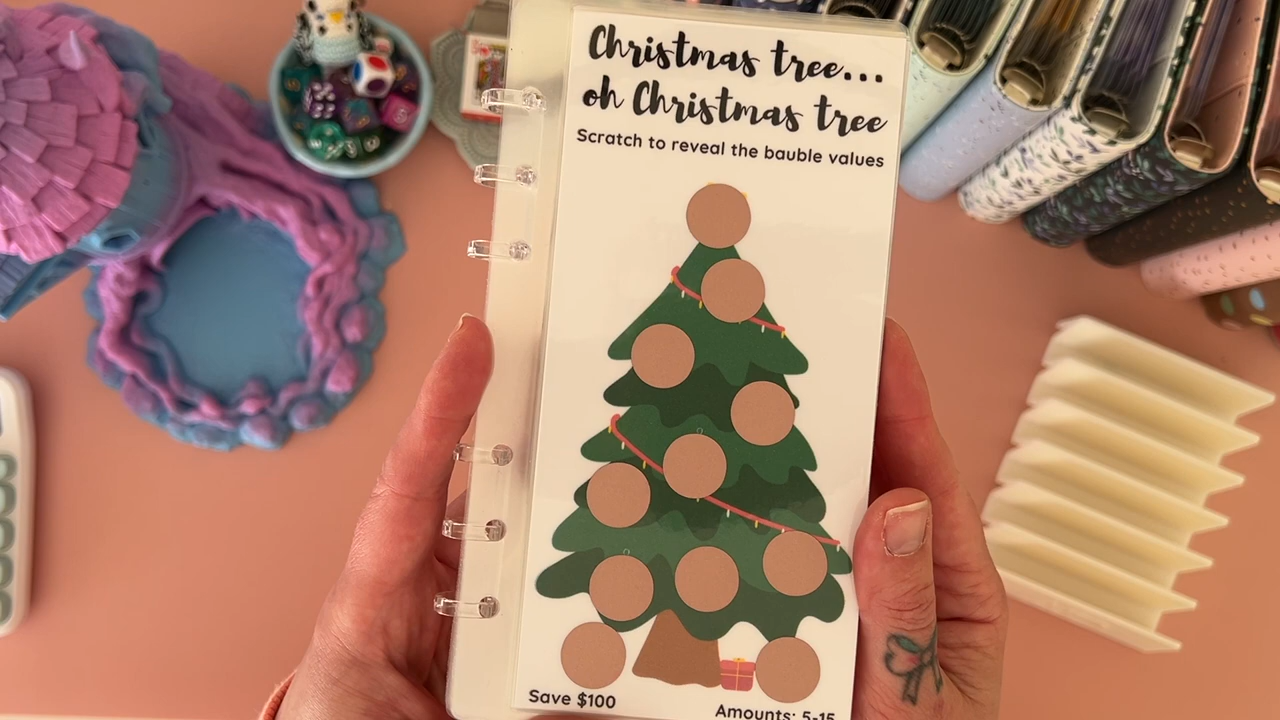 Christmas tree...
oh Christmas tree
Scratch to reveal the bauble values
Save $100
Amounts: 5-15